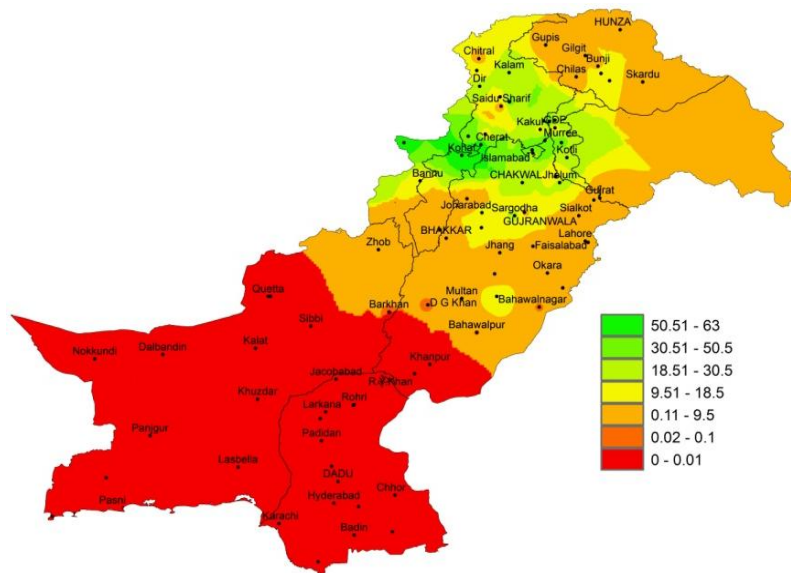 HUNZA
Gupis
Gilgit
Chitral
Bunji
Kalam
Chilas
Skardu
Dir
Saidu Sharif
Kakul
Murree
Cherat
Kohat
Islamabad
Kotli
Bannu
CHAKWAL
Jhelum
Gujrat
Joharabad
Sargodha
Sialkot
GUJRANWALA
BHAKKAR
Lahore
Zhob
Jhang
Faisalabad
Okara
Quetta
Multan
Barkhan
D G Khan
Bahawalnagar
Sibbi
Bahawalpur
Nokkundi
Dalbandin
Kalat
Khanpur
Jacobabad
Khuzdar
Rohri
Larkana
Panjgur
Padidan
Lasbella
DADU
Pasni
Hyderabad
Chhor
Karachi
Badin
50.51 - 63
30.51 - 50.5
18.51 - 30.5
9.51 - 18.5
0.11 - 9.5
0.02 - 0.1
0 - 0.01